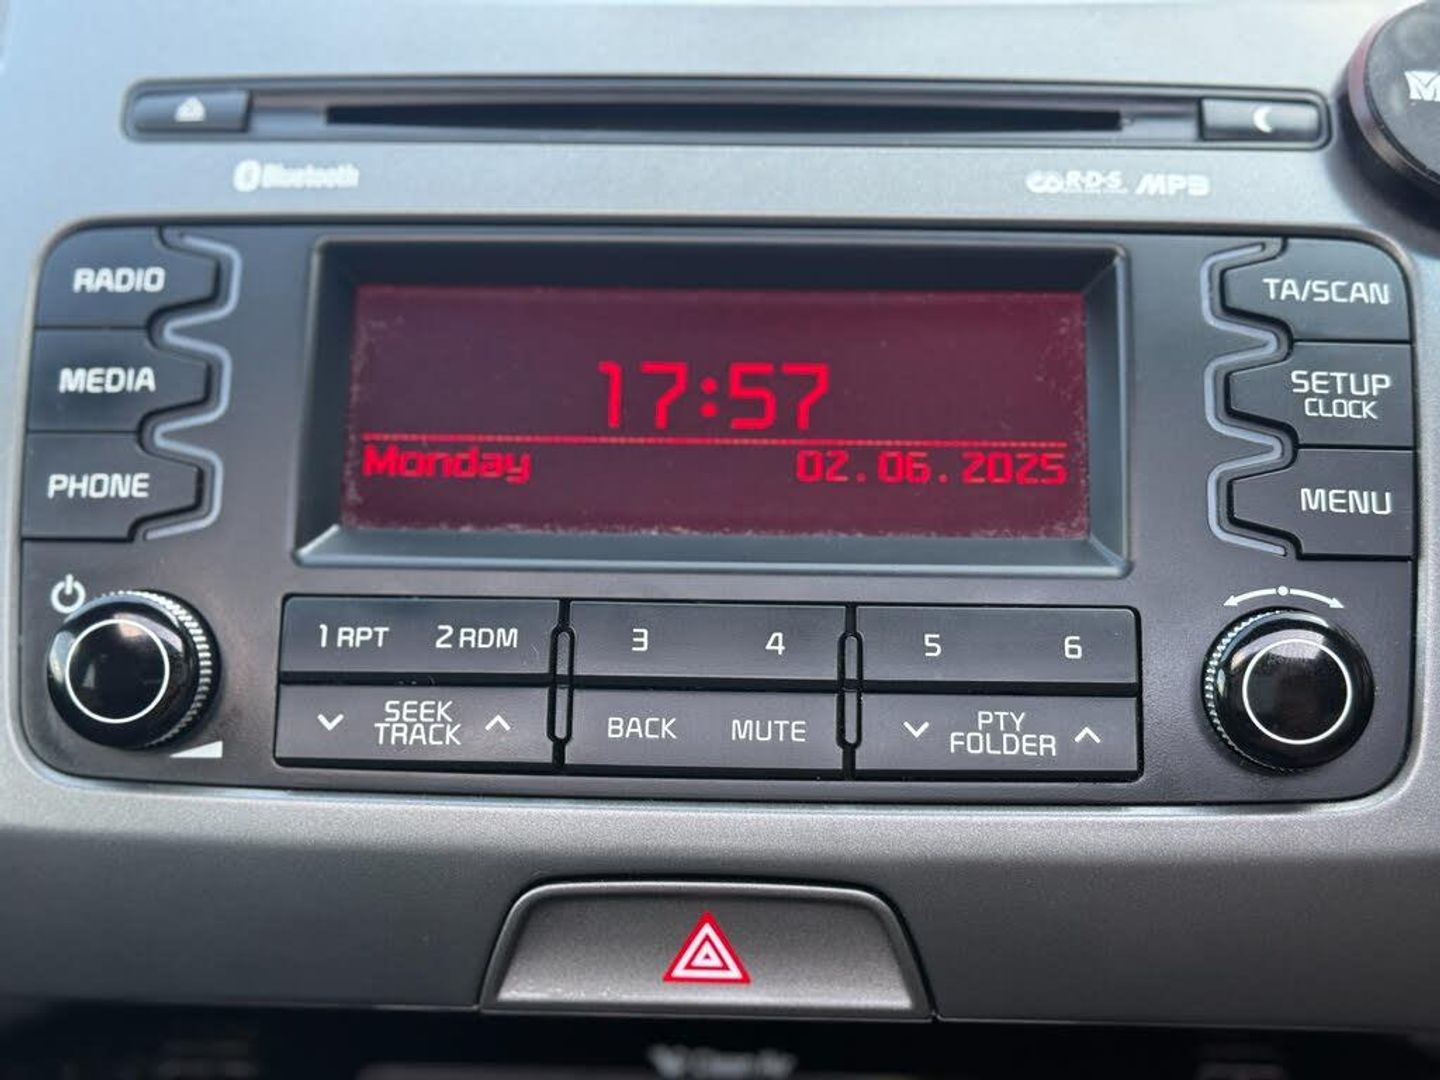 Bluetooth
R·D·S MP3
RADIO
MEDIA
PHONE
17:57
Monday 02.06.2025
TA/SCAN
SETUP
CLOCK
MENU
1 RPT 2 RDM 3 4 5 6
SEEK
TRACK
BACK MUTE
PTY
FOLDER